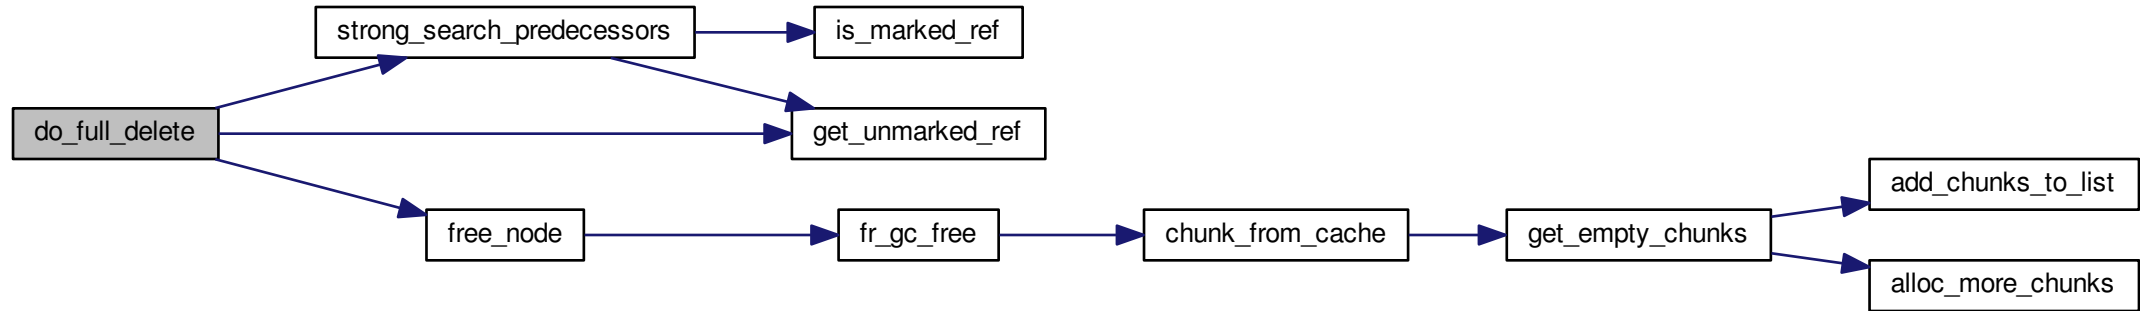 strong_search_predecessors
is_marked_ref
do_full_delete
get_unmarked_ref
add_chunks_to_list
free_node
fr_gc_free
chunk_from_cache
get_empty_chunks
alloc_more_chunks